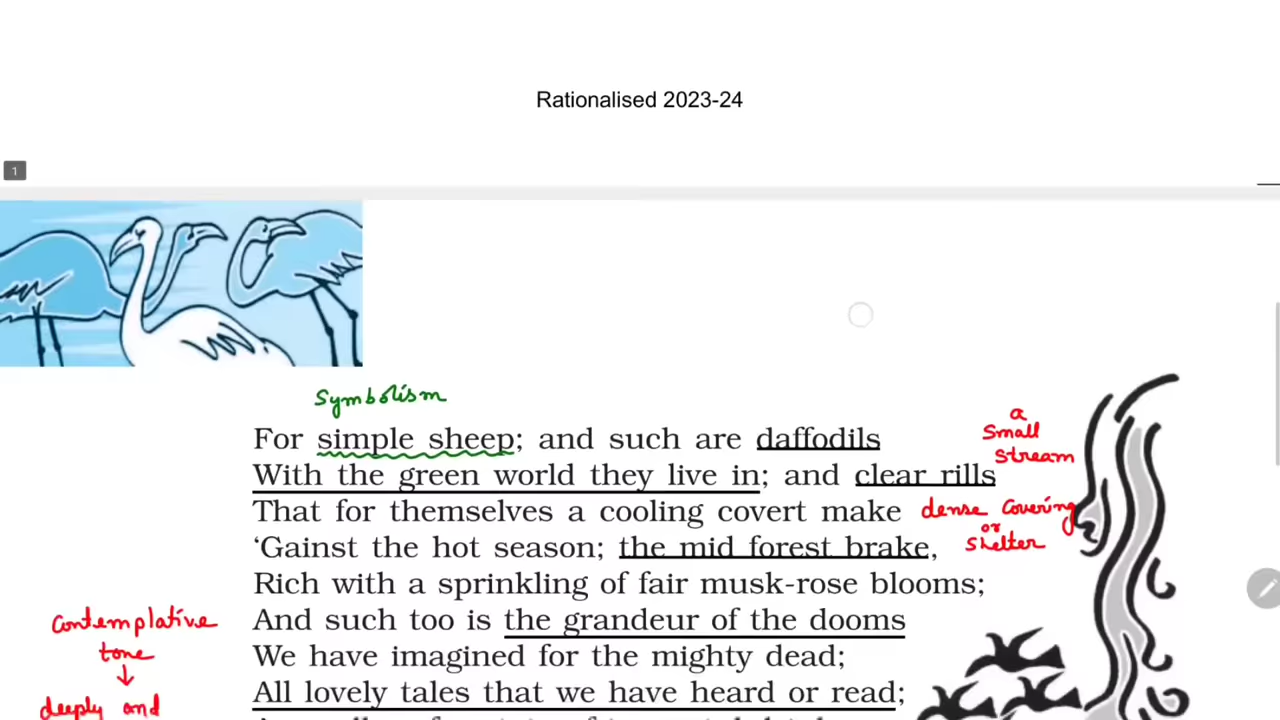 Rationalised 2023-24
1
Symbolism
For simple sheep; and such are daffodils
a
small
stream
With the green world they live in; and clear rills
That for themselves a cooling covert make
dense covering
or
shelter
‘Gainst the hot season; the mid forest brake,
Rich with a sprinkling of fair musk-rose blooms;
contemplative
tone
↓
deeply and
And such too is the grandeur of the dooms
We have imagined for the mighty dead;
All lovely tales that we have heard or read;